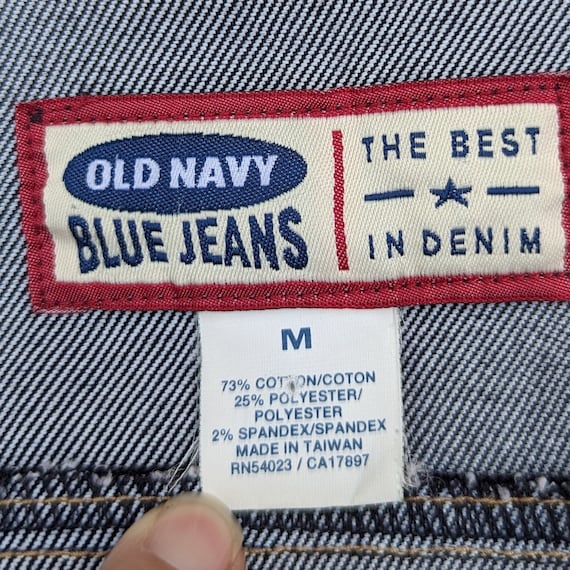 OLD NAVY
BLUE JEANS
THE BEST
IN DENIM
M
73% COTTON/COTON
25% POLYESTER/
POLYESTER
2% SPANDEX/SPANDEX
MADE IN TAIWAN
RN54023 / CA17897